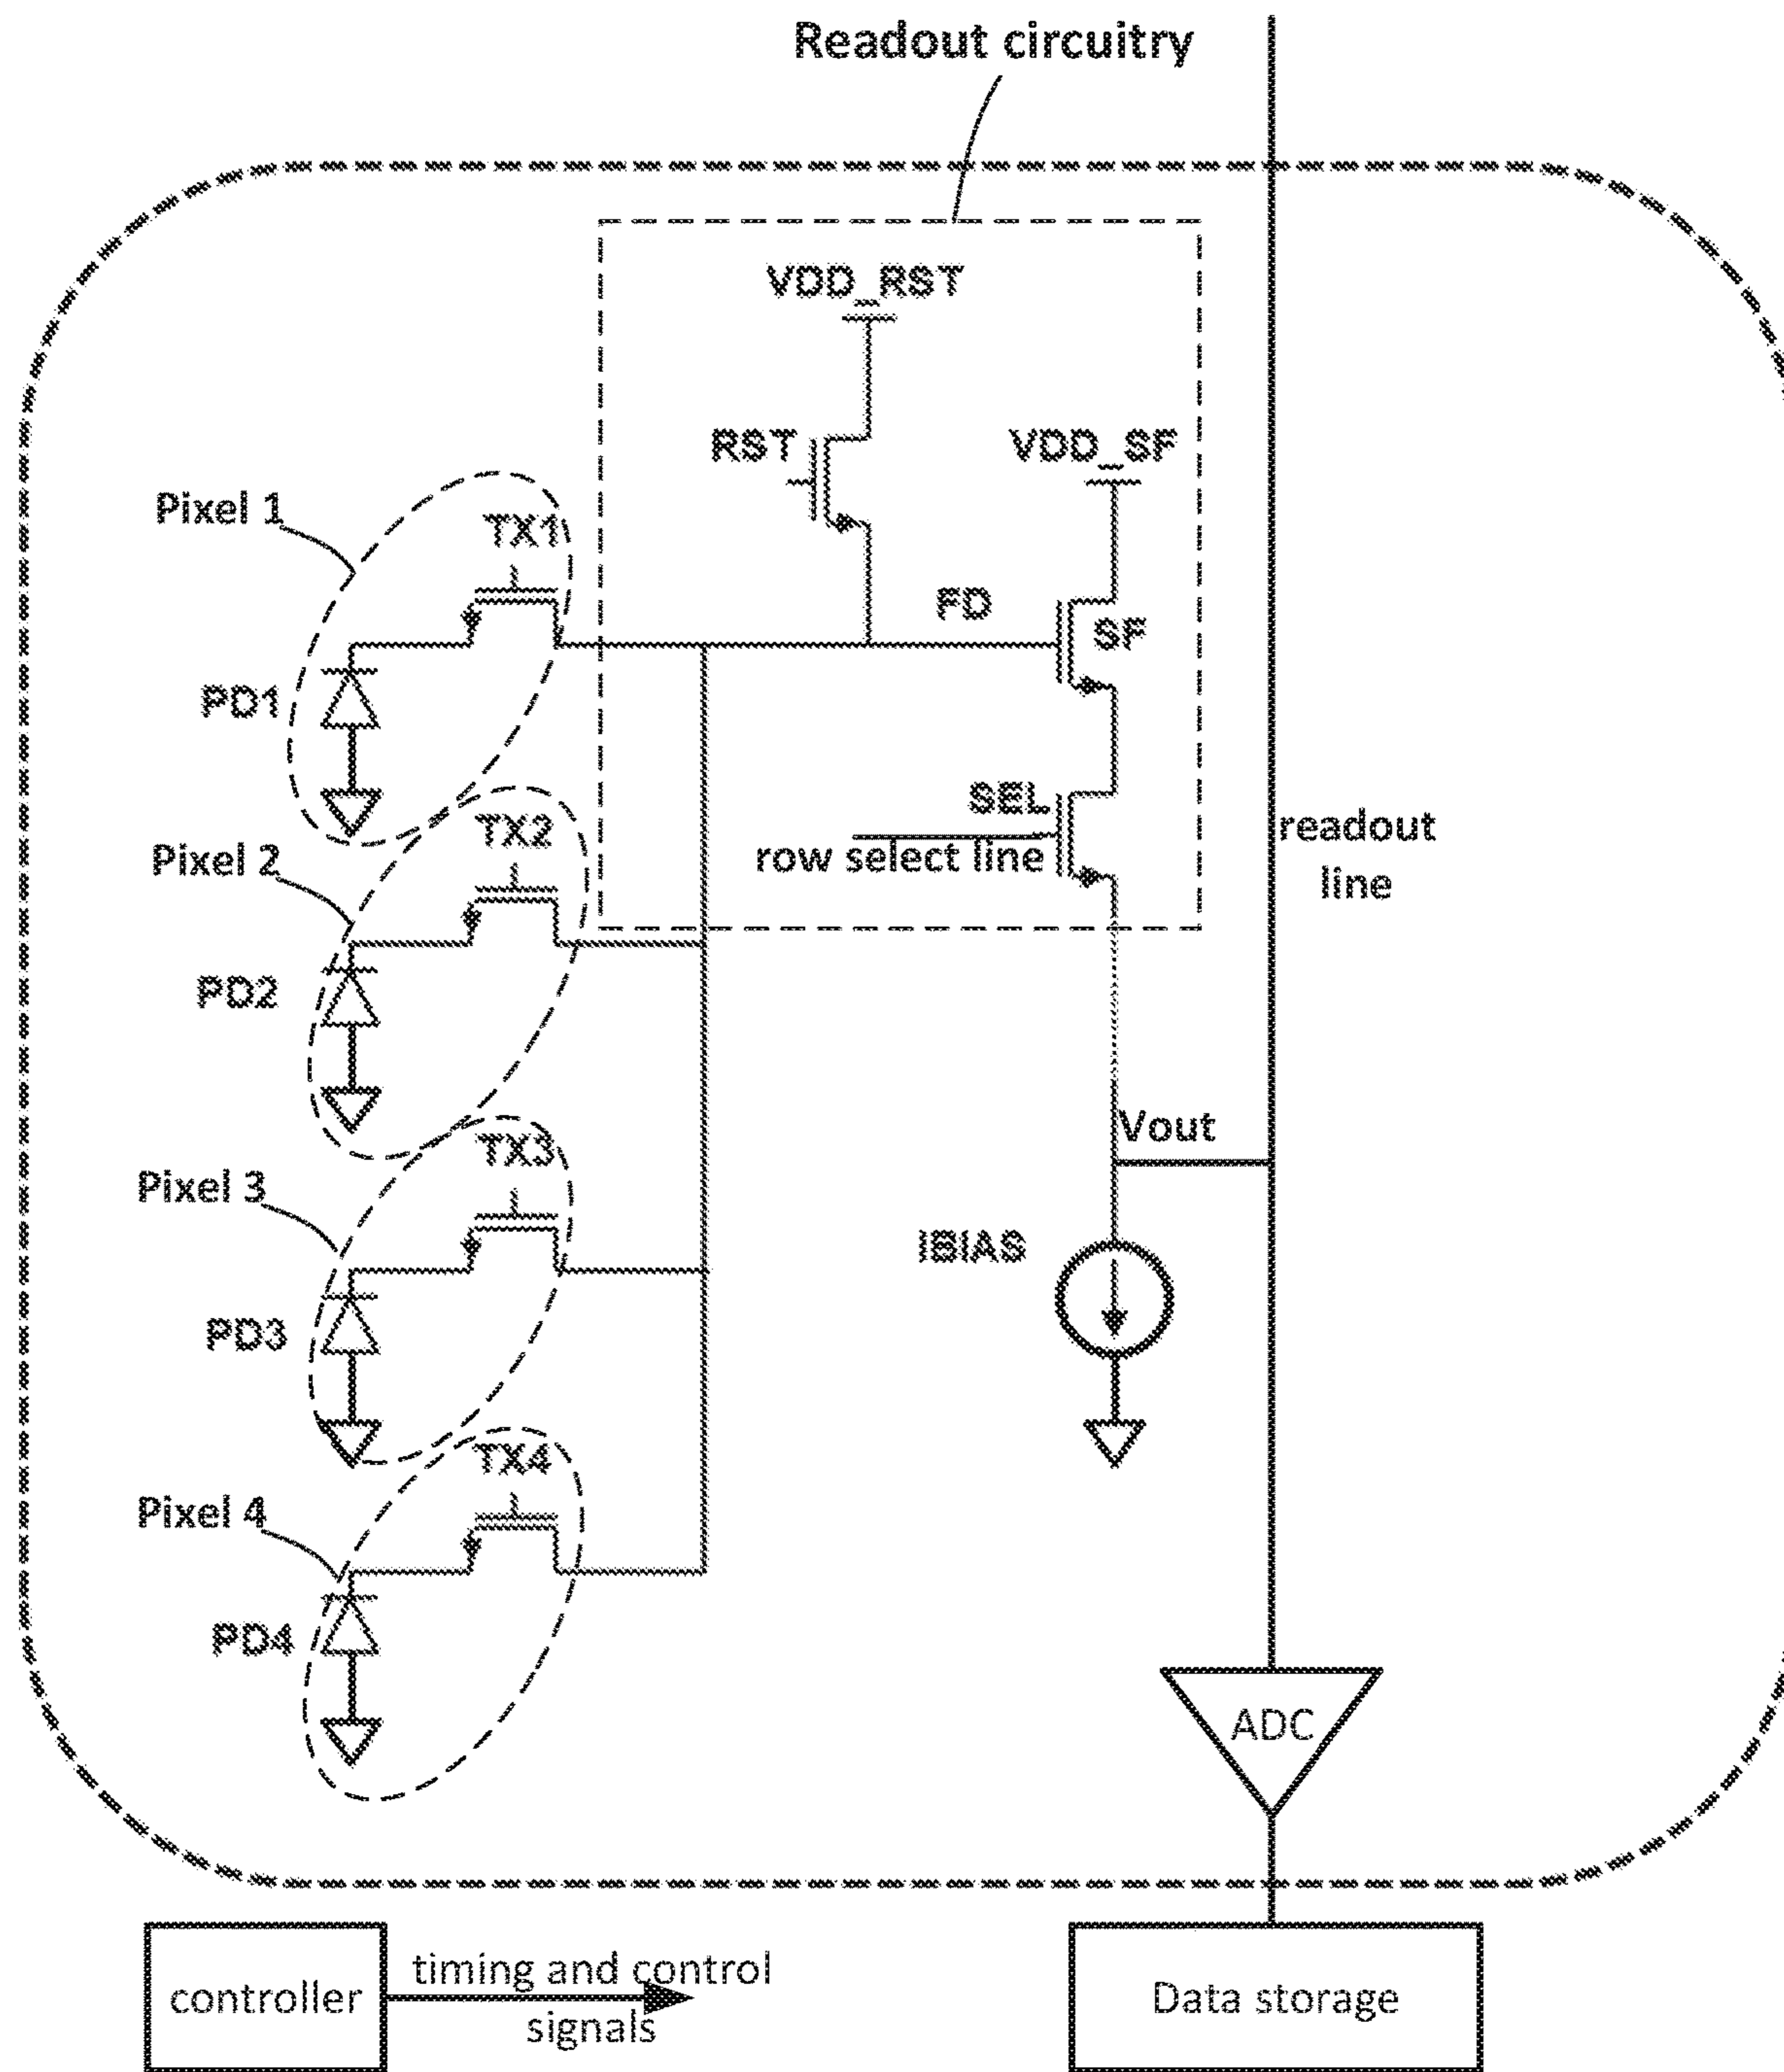 Readout circuitry
VDD_RST
RST
VDD_SF
Pixel 1
TX1
FD
SF
PD1
SEL
row select line
readout
line
Pixel 2
TX2
PD2
Vout
Pixel 3
TX3
IBIAS
PD3
Pixel 4
TX4
PD4
ADC
controller
timing and control
signals
Data storage